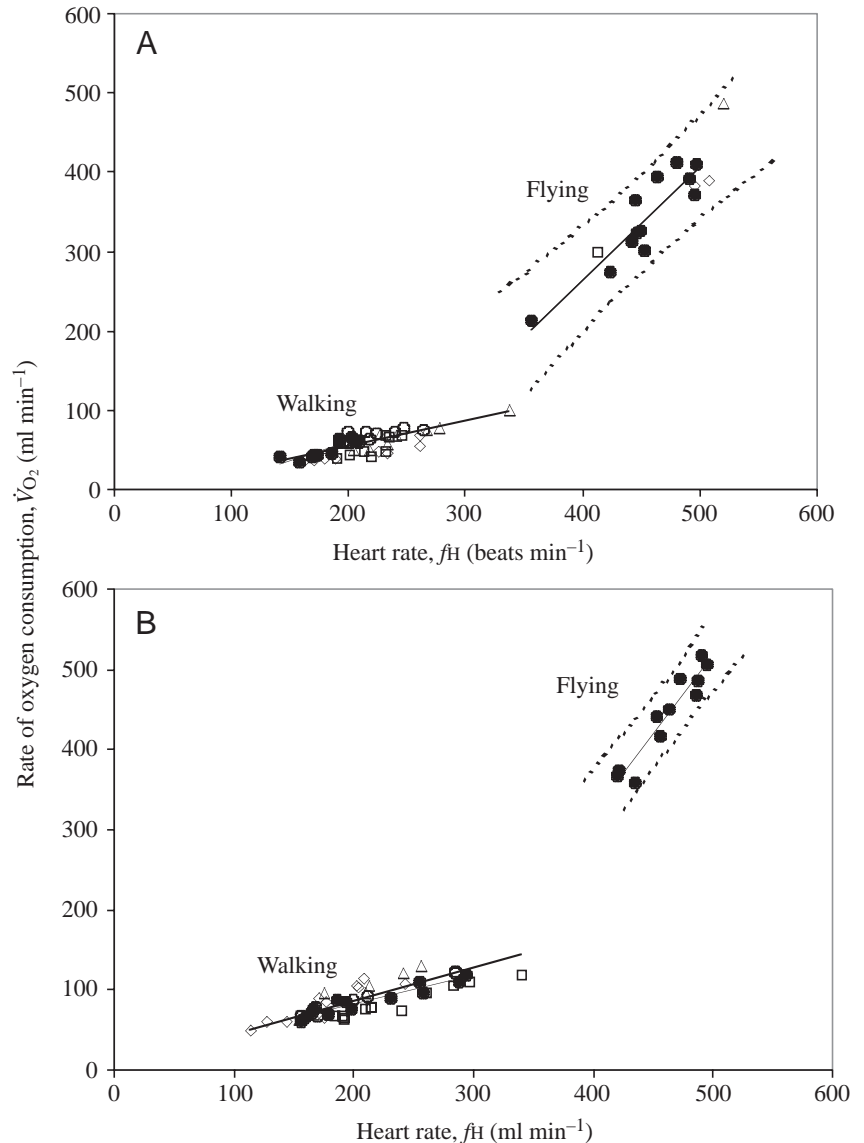 A
600
500
400
300
200
100
0
Flying
Walking
0 100 200 300 400 500 600
Heart rate, fH (beats min−1)
Rate of oxygen consumption, V̇O2 (ml min−1)
B
600
500
400
300
200
100
0
Flying
Walking
0 100 200 300 400 500 600
Heart rate, fH (ml min−1)